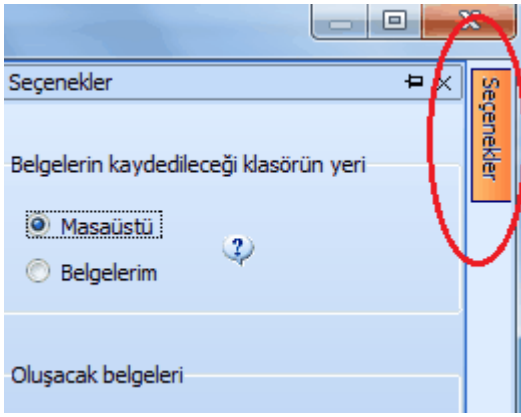 Seçenekler
Seçenekler
Belgelerin kaydedileceği klasörün yeri
Masaüstü
?
Belgelerim
Oluşacak belgeleri